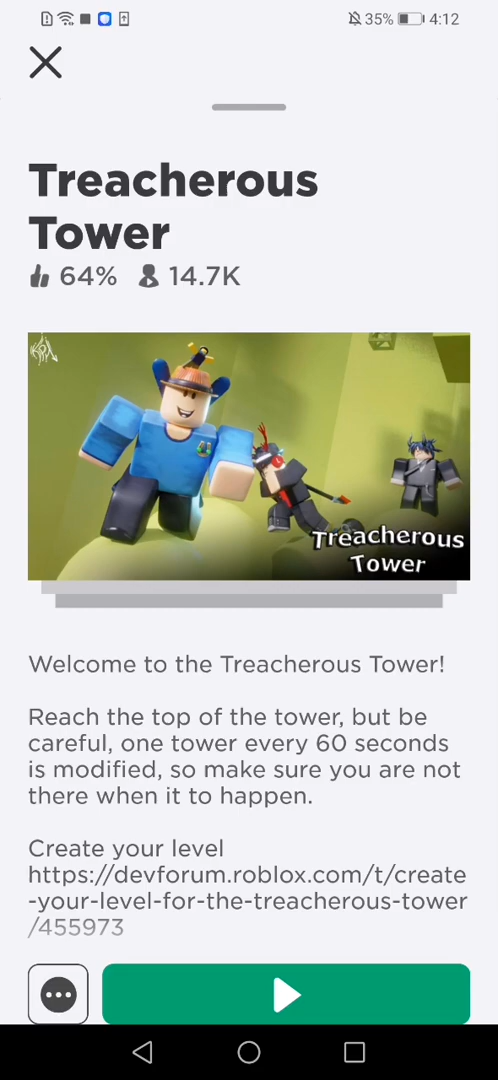 35% 4:12
Treacherous
Tower
64% 14.7K
Treacherous
Tower
Welcome to the Treacherous Tower!
Reach the top of the tower, but be
careful, one tower every 60 seconds
is modified, so make sure you are not
there when it to happen.
Create your level
https://devforum.roblox.com/t/create
-your-level-for-the-treacherous-tower
/455973